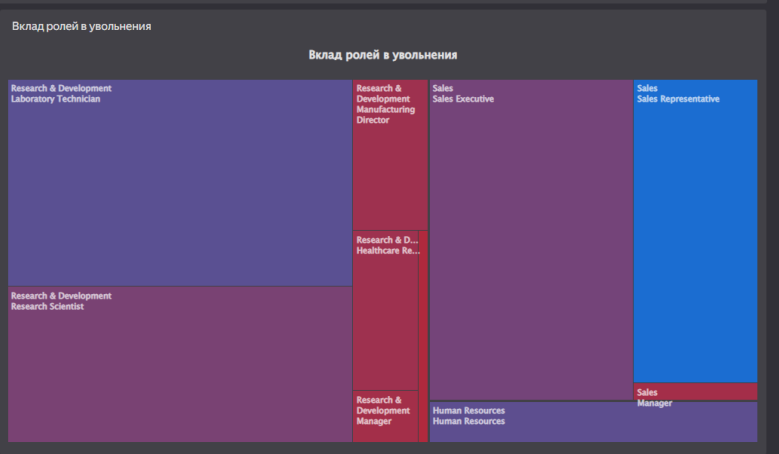 Вклад ролей в увольнения
Вклад ролей в увольнения
Research & Development
Laboratory Technician
Research & Development
Research Scientist
Research &
Development
Manufacturing
Director
Research & D...
Healthcare Re...
Research &
Development
Manager
Sales
Sales Executive
Sales
Sales Representative
Sales
Manager
Human Resources
Human Resources